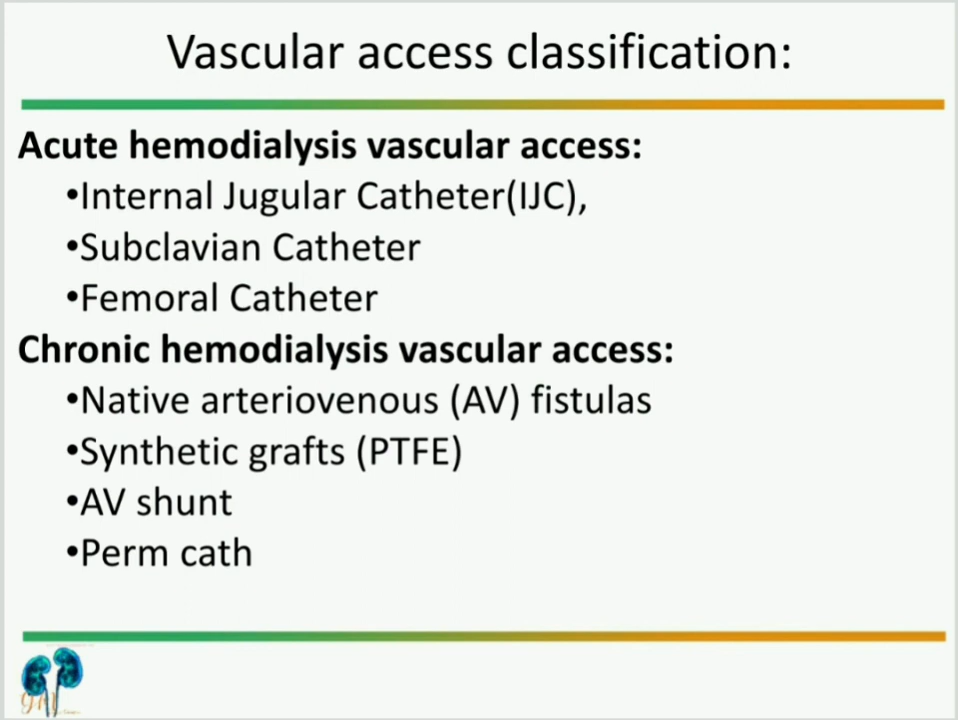 Vascular access classification:
Acute hemodialysis vascular access:
•Internal Jugular Catheter(IJC),
•Subclavian Catheter
•Femoral Catheter
Chronic hemodialysis vascular access:
•Native arteriovenous (AV) fistulas
•Synthetic grafts (PTFE)
•AV shunt
•Perm cath